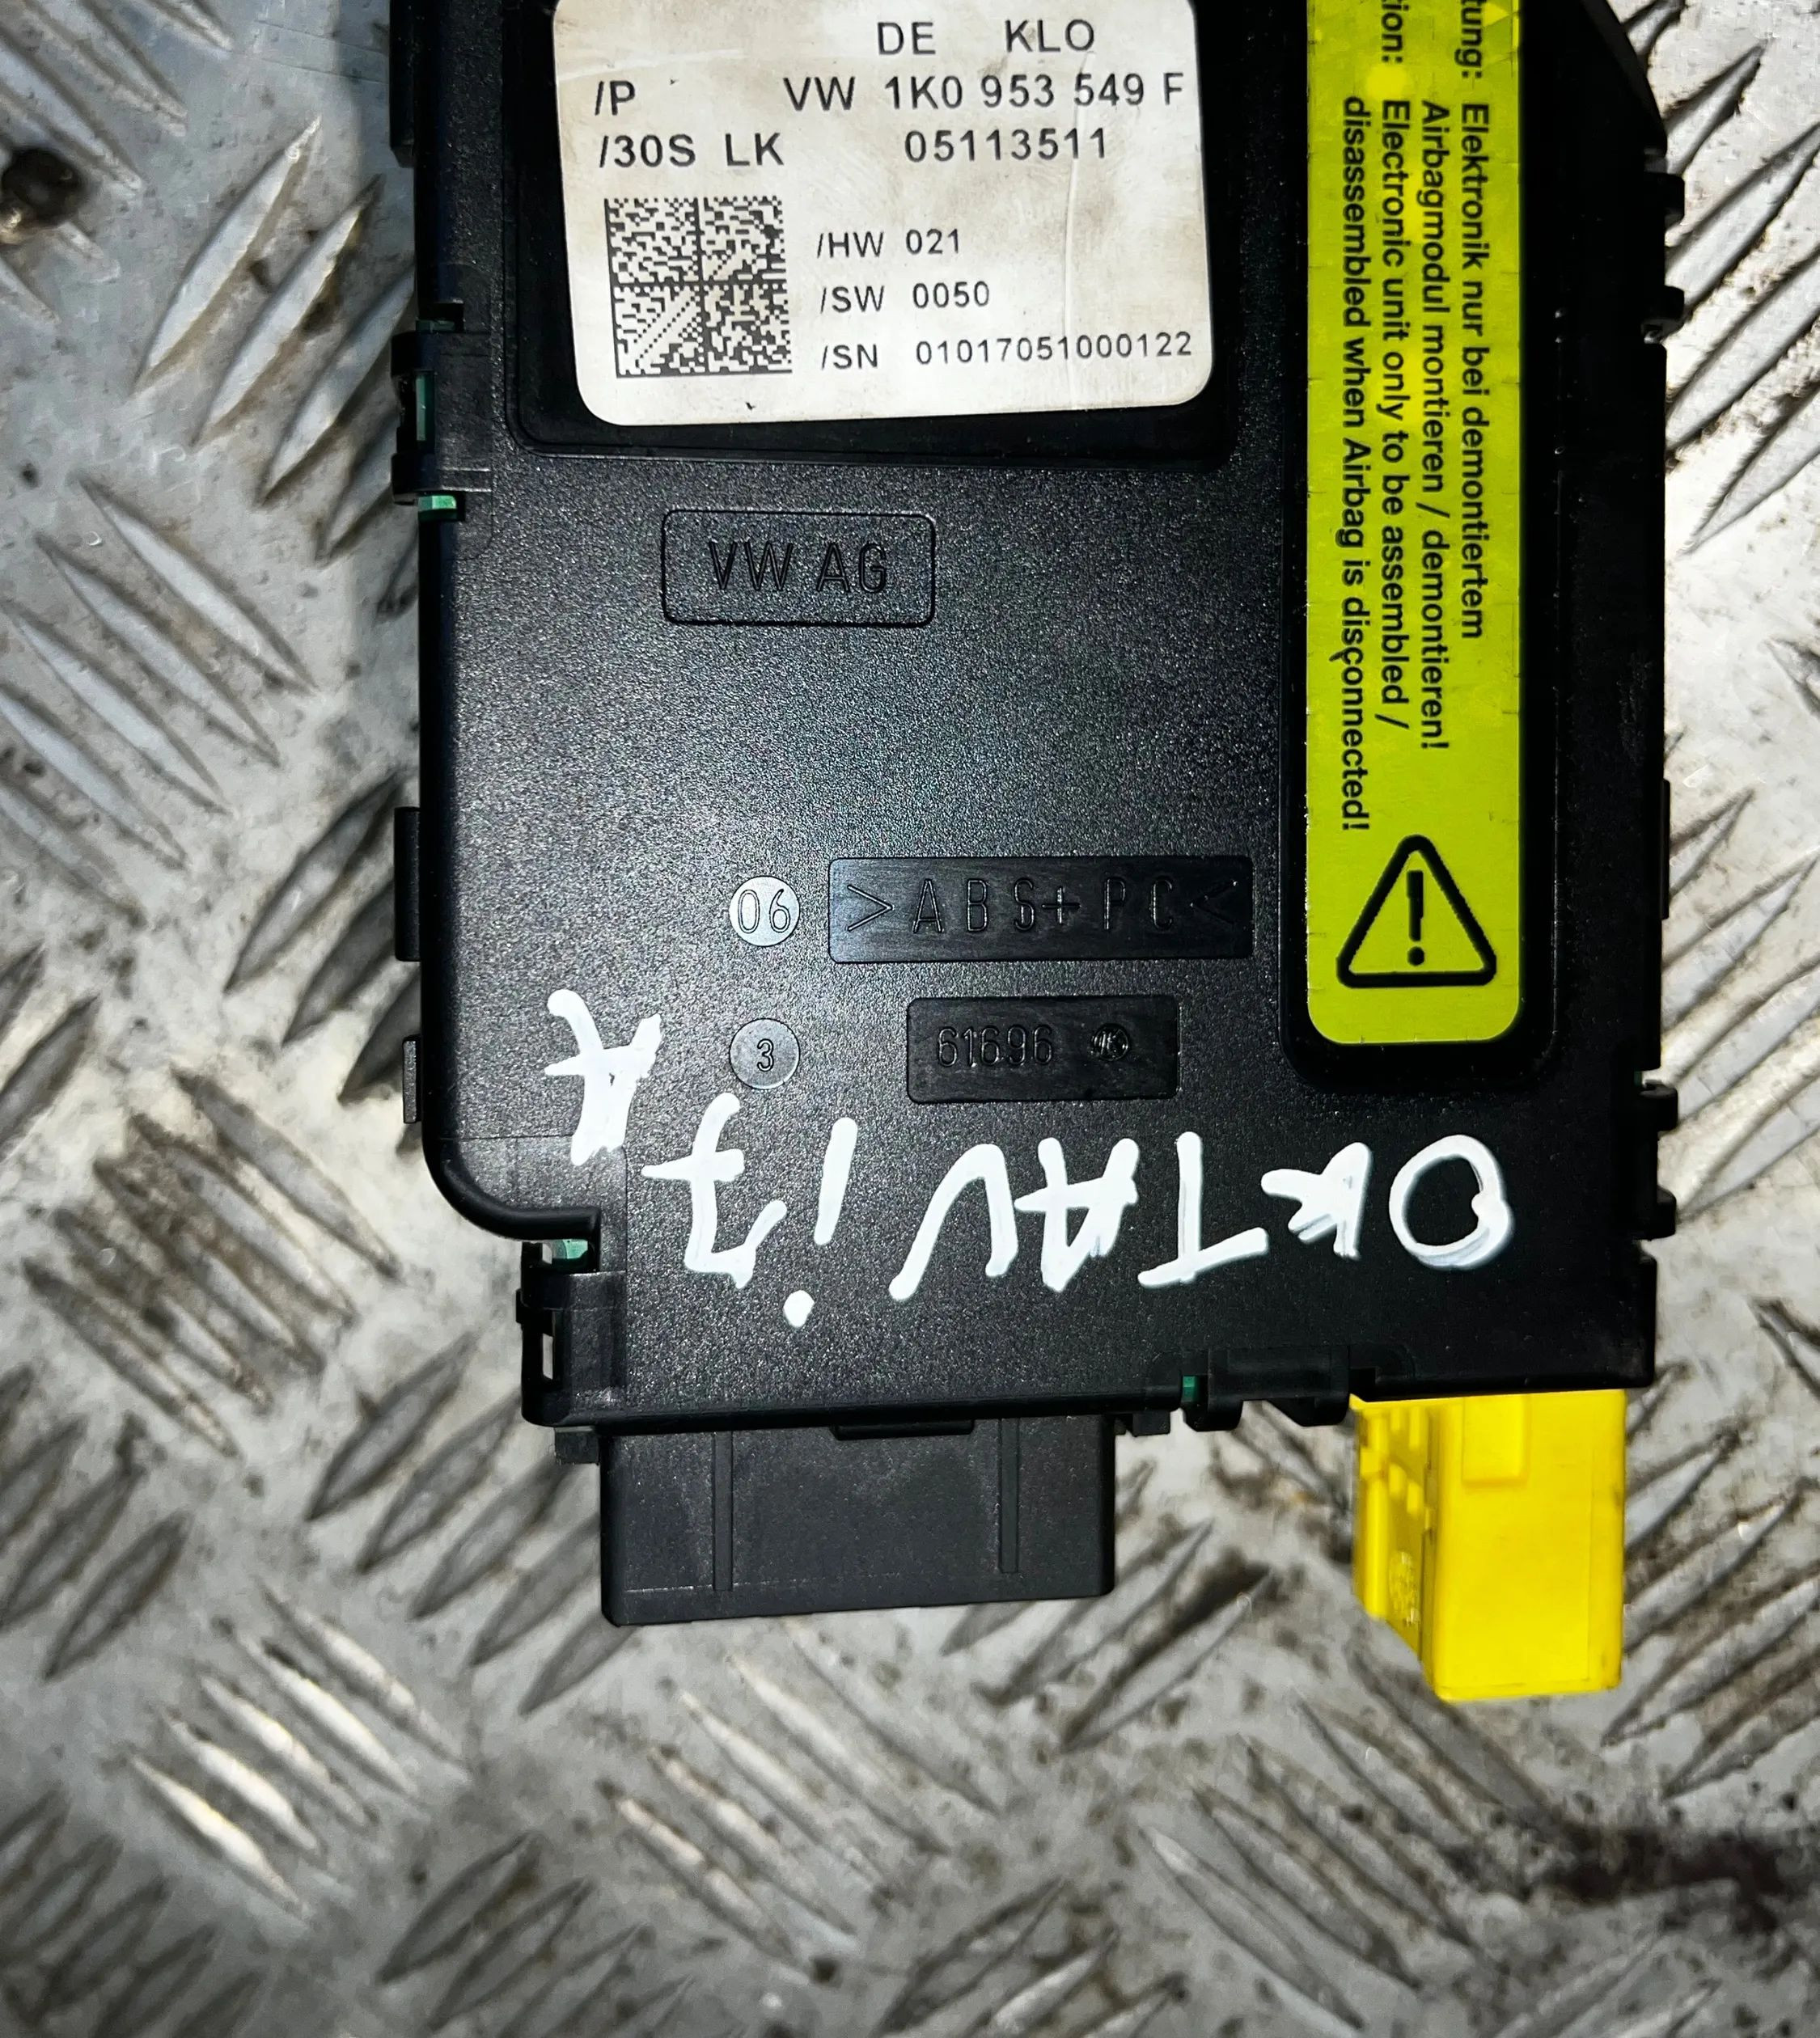 DE KLO
/P VW 1K0 953 549 F
/30S LK 05113511
/HW 021
/SW 0050
/SN 01017051000122
tung: Elektronik nur bei demontiertem
Airbagmodul montieren / demontieren!
tion: Electronic unit only to be assembled /
disassembled when Airbag is disconnected!
VW AG
06 >ABS+PC<
3 61696
OKTAVi